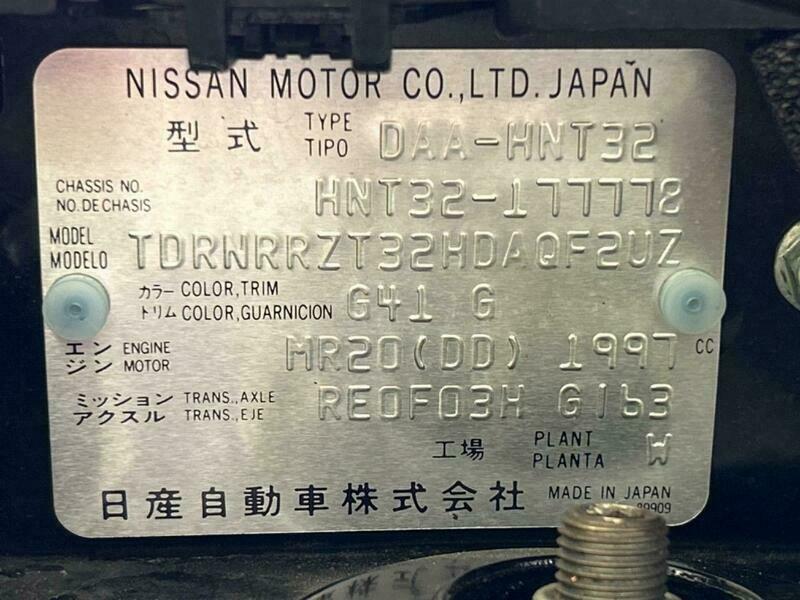 NISSAN MOTOR CO.,LTD. JAPAN
型式 TYPE TIPO DAA-HNT32
CHASSIS NO. NO.DE CHASIS HNT32-177778
MODEL MODELO TDRNRRZT32HDAQF2UZ
カラー COLOR,TRIM
トリム COLOR,GUARNICION G41 G
エンジン ENGINE MOTOR MR20(DD) 1997 CC
ミッション TRANS.,AXLE
アクスル TRANS.,EJE RE0F03H G163
工場 PLANT PLANTA W
日産自動車株式会社 MADE IN JAPAN